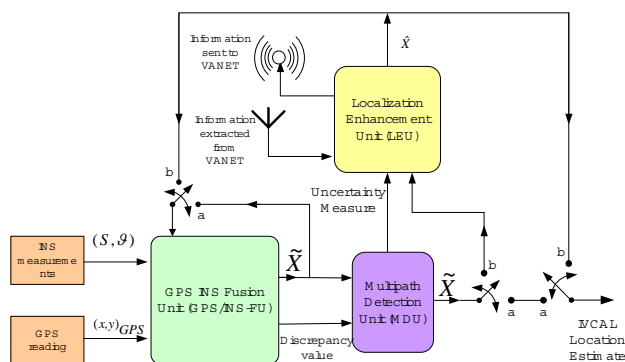 Information
sent to
VANET
X̂
Information
extracted
from
VANET
Localization
Enhancement
Unit(LEU)
b
b
Uncertainty
Measure
a
b
INS
measurements
(S, ϑ)
GPS INS Fusion
Unit(GPS/INS-FU)
X̃
Multipath
Detection
Unit(MDU)
X̃
a
a
GPS
reading
(x,y)GPS
Discrepancy
value
IVCAL
Location
Estimate